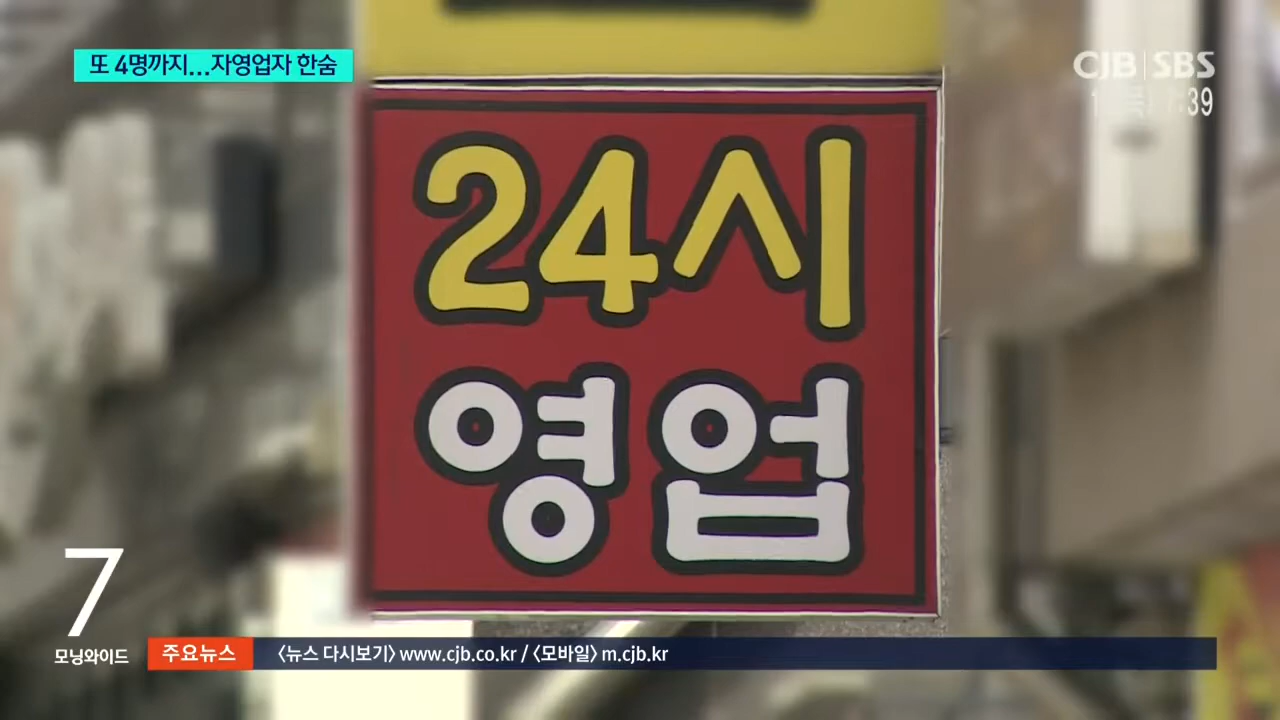 또 4명까지...자영업자 한숨
CJB SBS
24시
영업
7
모닝와이드
주요뉴스
〈뉴스 다시보기〉 www.cjb.co.kr / 〈모바일〉 m.cjb.kr